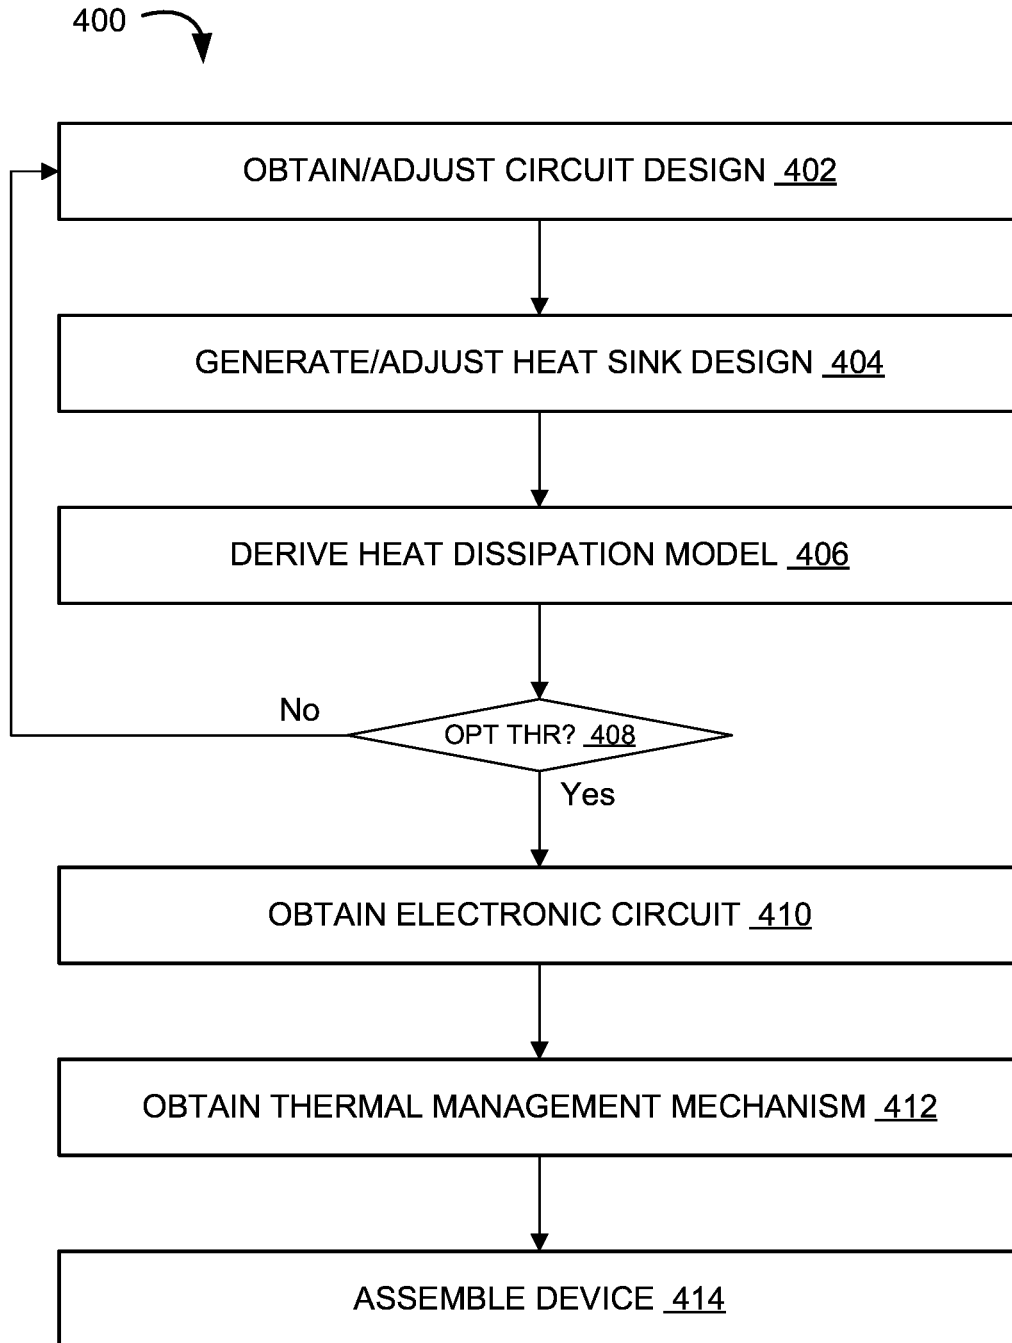 400
OBTAIN/ADJUST CIRCUIT DESIGN 402
GENERATE/ADJUST HEAT SINK DESIGN 404
DERIVE HEAT DISSIPATION MODEL 406
No
OPT THR? 408
Yes
OBTAIN ELECTRONIC CIRCUIT 410
OBTAIN THERMAL MANAGEMENT MECHANISM 412
ASSEMBLE DEVICE 414